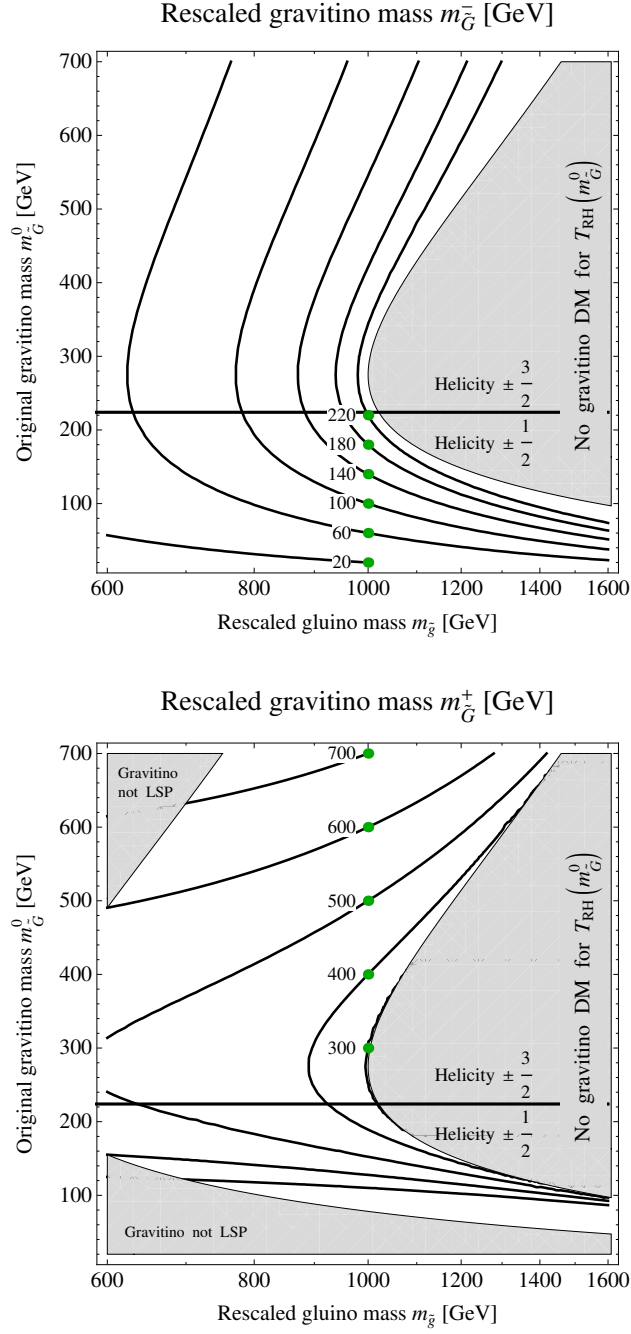 Rescaled gravitino mass m⁻_G̃ [GeV]
Original gravitino mass m⁰_G̃ [GeV]
700
600
500
400
300
200
100
220
180
140
100
60
20
Helicity ± 3/2
Helicity ± 1/2
No gravitino DM for T_RH (m⁰_G̃)
600 800 1000 1200 1400 1600
Rescaled gluino mass m_g̃ [GeV]
Rescaled gravitino mass m⁺_G̃ [GeV]
Original gravitino mass m⁰_G̃ [GeV]
700
600
500
400
300
200
100
Gravitino
not LSP
700
600
500
400
300
Helicity ± 3/2
Helicity ± 1/2
No gravitino DM for T_RH (m⁰_G̃)
Gravitino not LSP
600 800 1000 1200 1400 1600
Rescaled gluino mass m_g̃ [GeV]